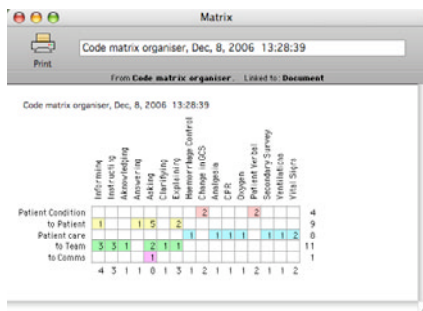 Matrix
Code matrix organiser, Dec, 8, 2006 13:28:39
Print
From Code matrix organiser. Linked to: Document
Code matrix organiser, Dec, 8, 2006 13:28:39
Informing
Instructing
Aknowledging
Answering
Asking
Clarifying
Explaining
Haemorrhage Control
Change in GCS
Analgesia
CPR
Oxygen
Patient Verbal
Secondary Survey
Ventilations
Vital Signs
Patient Condition 2 2 4
to Patient 1 1 5 2 9
Patient care 1 1 1 1 1 1 2 8
to Team 3 3 1 2 1 1 11
to Comms 1 1
4 3 1 1 8 1 3 1 2 1 1 1 2 1 1 2